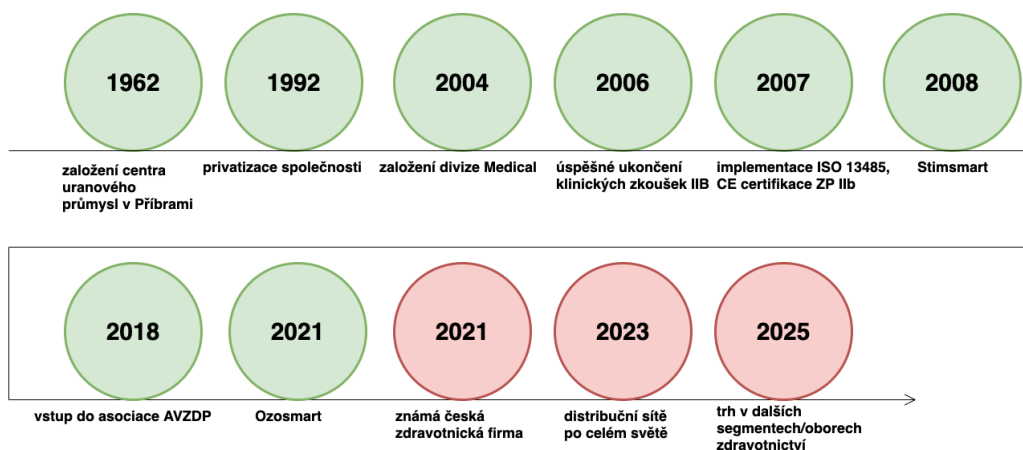 1962
1992
2004
2006
2007
2008
založení centra
uranového
průmysl v Příbrami
privatizace společnosti
založení divize Medical
úspěšné ukončení
klinických zkoušek IIB
implementace ISO 13485,
CE certifikace ZP IIb
Stimsmart
2018
2021
2021
2023
2025
vstup do asociace AVZDP
Ozosmart
známá česká
zdravotnická firma
distribuční sítě
po celém světě
trh v dalších
segmentech/oborech
zdravotnictví